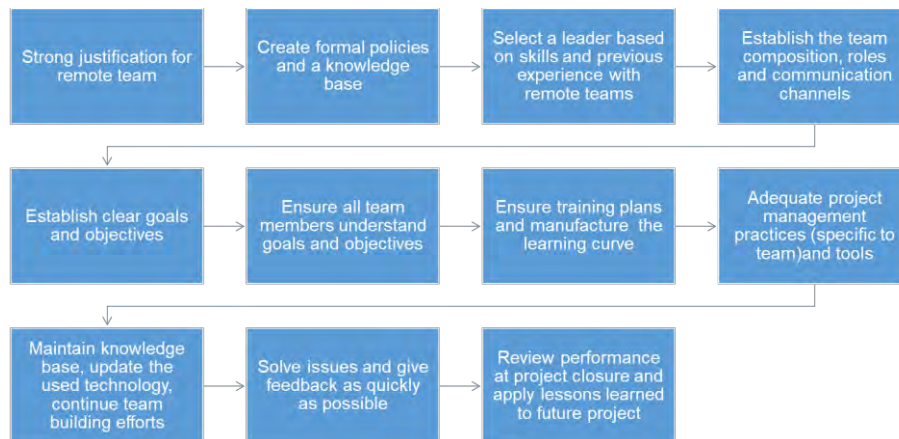 Strong justification for
remote team
Create formal policies
and a knowledge
base
Select a leader based
on skills and previous
experience with
remote teams
Establish the team
composition, roles
and communication
channels
Establish clear goals
and objectives
Ensure all team
members understand
goals and objectives
Ensure training plans
and manufacture the
learning curve
Adequate project
management
practices (specific to
team)and tools
Maintain knowledge
base, update the
used technology,
continue team
building efforts
Solve issues and give
feedback as quickly
as possible
Review performance
at project closure and
apply lessons learned
to future project